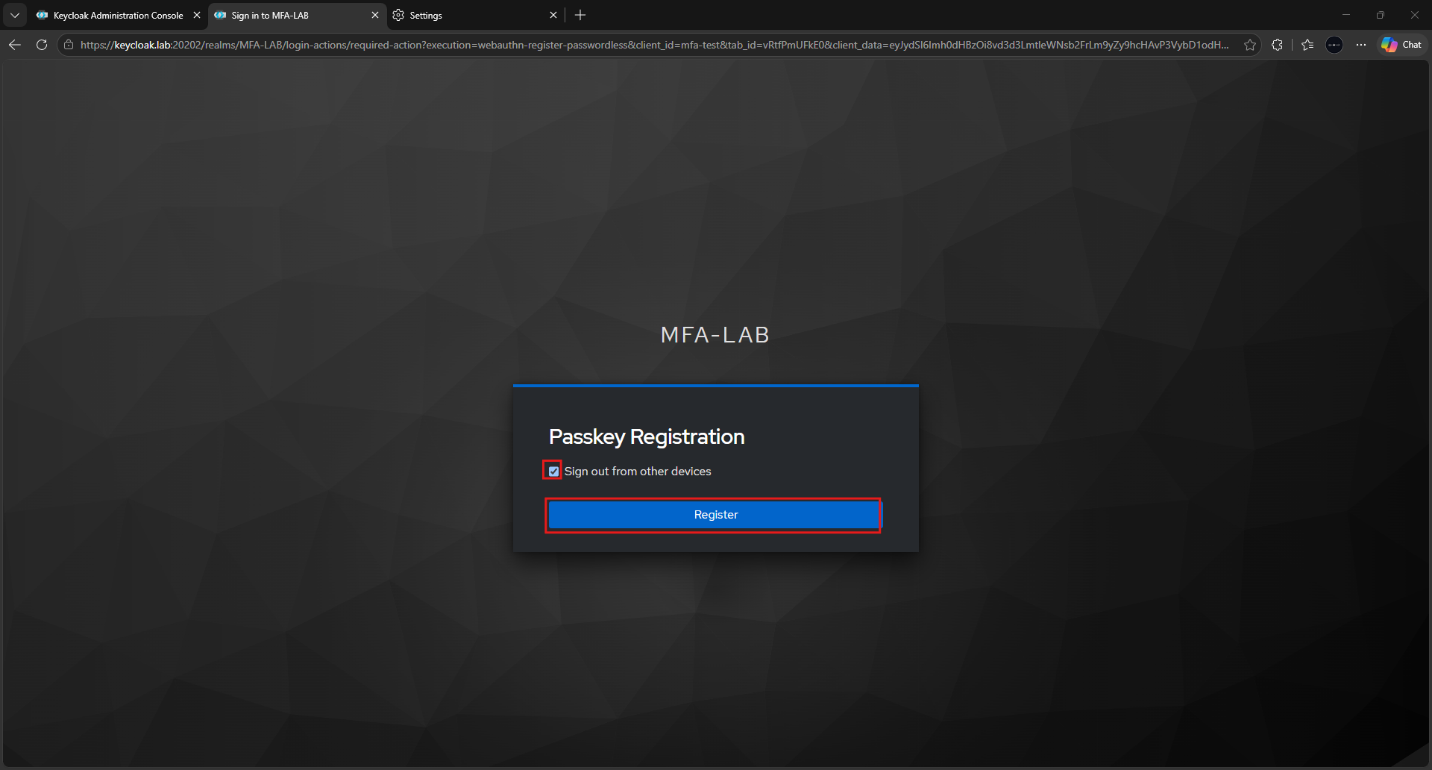 Keycloak Administration Console
Sign in to MFA-LAB
Settings
https://keycloak.lab:20202/realms/MFA-LAB/login-actions/required-action?execution=webauthn-register-passwordless&client_id=mfa-test&tab_id=vRtfPmUFkE0&client_data=
Chat
MFA-LAB
Passkey Registration
Sign out from other devices
Register